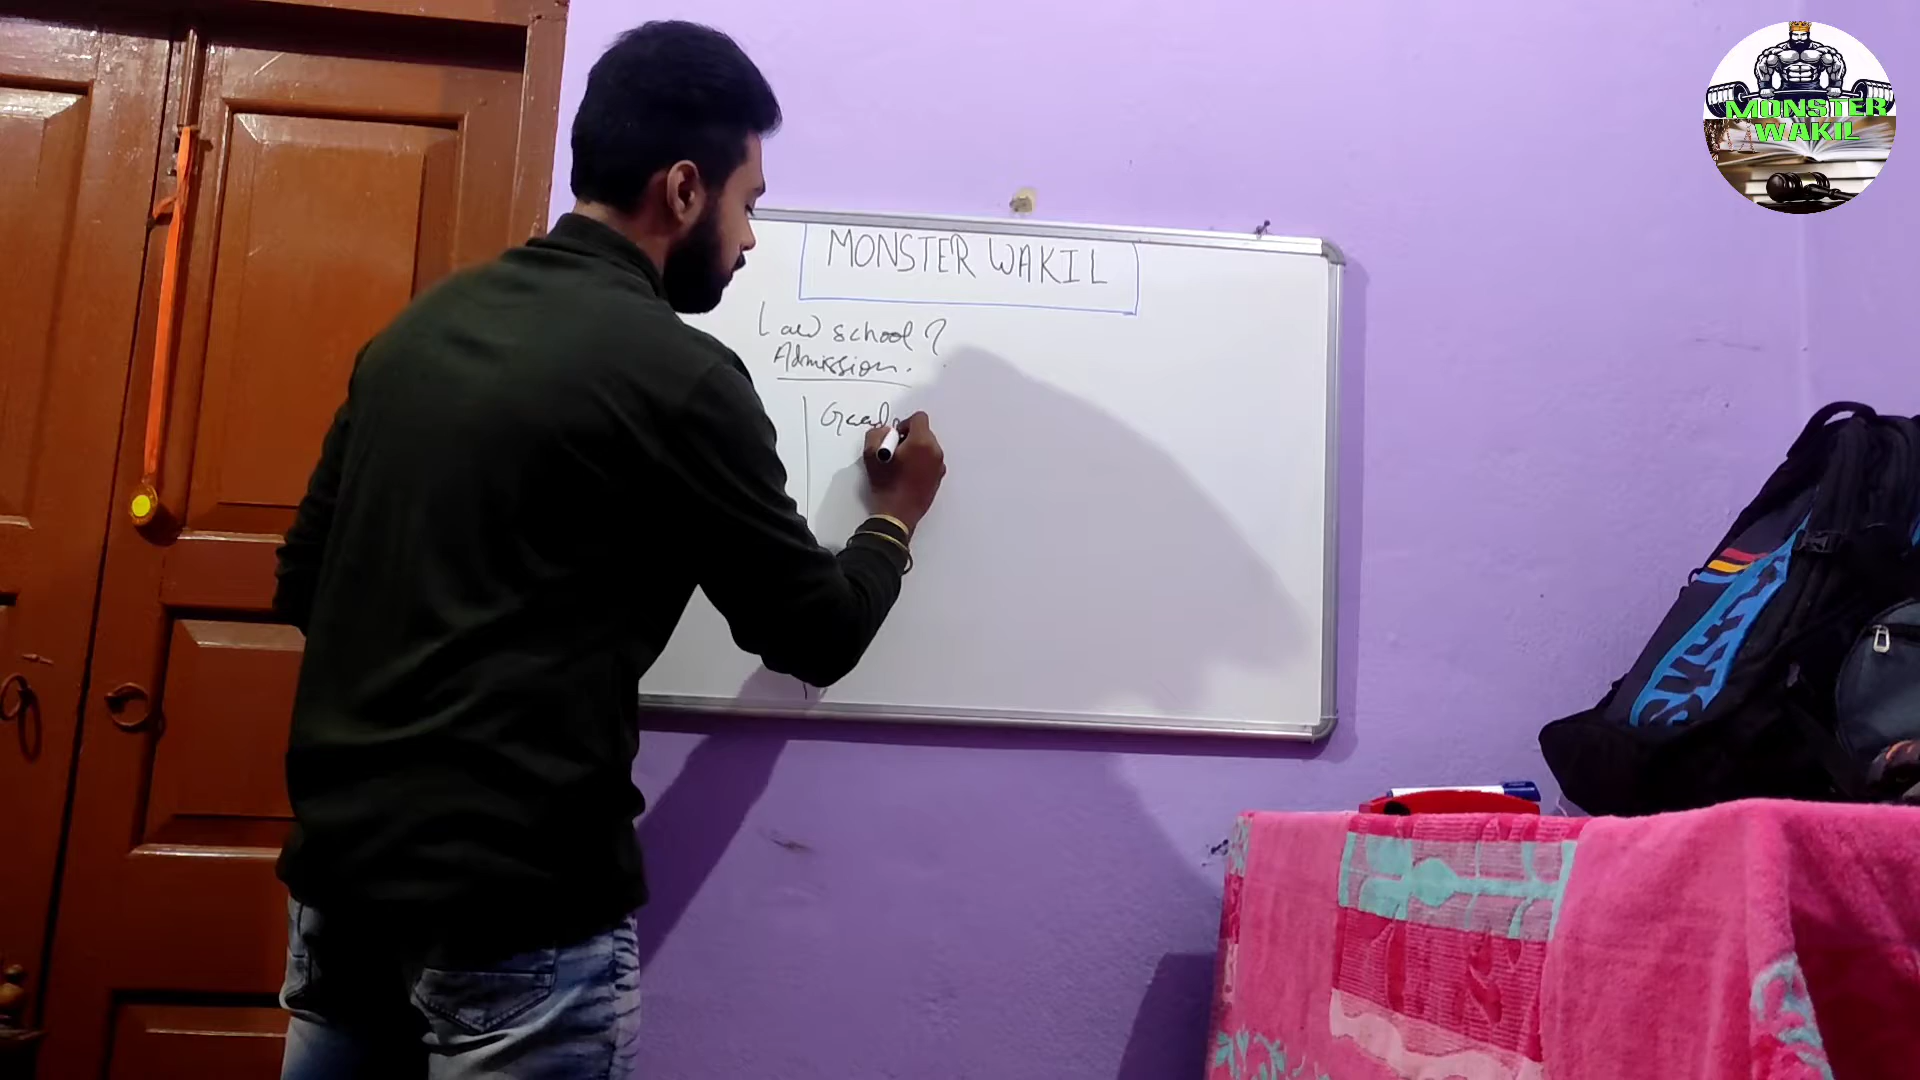 MONSTER
WAKIL
MONSTER WAKIL
Law school?
Admission.